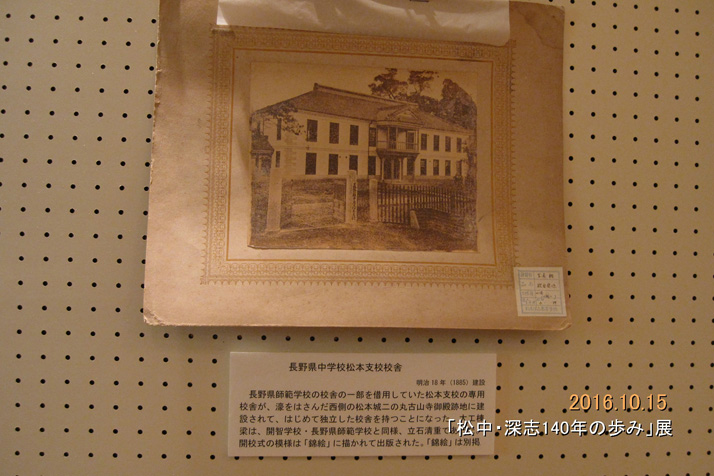 長野県中学校松本支校校舎
明治18年（1885）建設
長野県師範学校の校舎の一部を借用していた松本支校の専用
校舎が、濠をはさんだ西側の松本城二の丸古山寺御殿跡地に建
設されて、はじめて独立した校舎を持つことになった。大工棟
梁は、開智学校・長野県師範学校と同様、立石清重で
開校式の模様は「錦絵」に描かれて出版された。「錦絵」は別掲
2016.10.15
「松中・深志140年の歩み」展